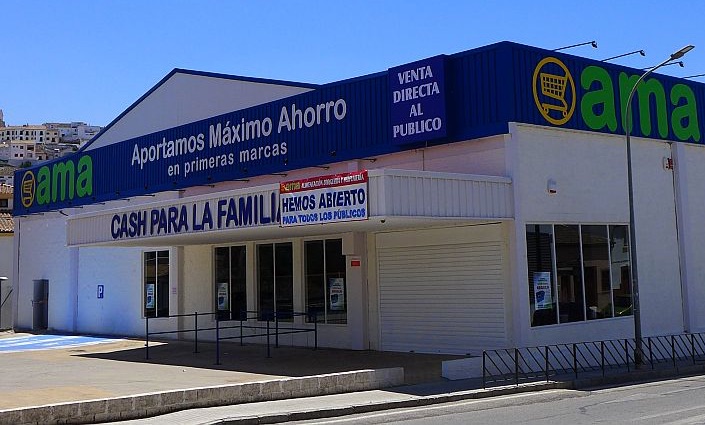 ama
Aportamos Máximo Ahorro
en primeras marcas
VENTA
DIRECTA
AL
PUBLICO
ama
CASH PARA LA FAMILIA
HEMOS ABIERTO
PARA TODOS LOS PÚBLICOS
P